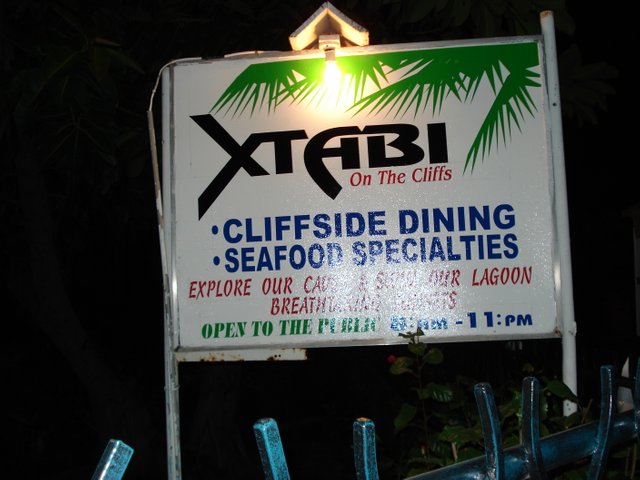 XTABI
On The Cliffs
• CLIFFSIDE DINING
• SEAFOOD SPECIALTIES
EXPLORE OUR OUR LAGOON
OPEN TO THE PUBLIC - 11:PM